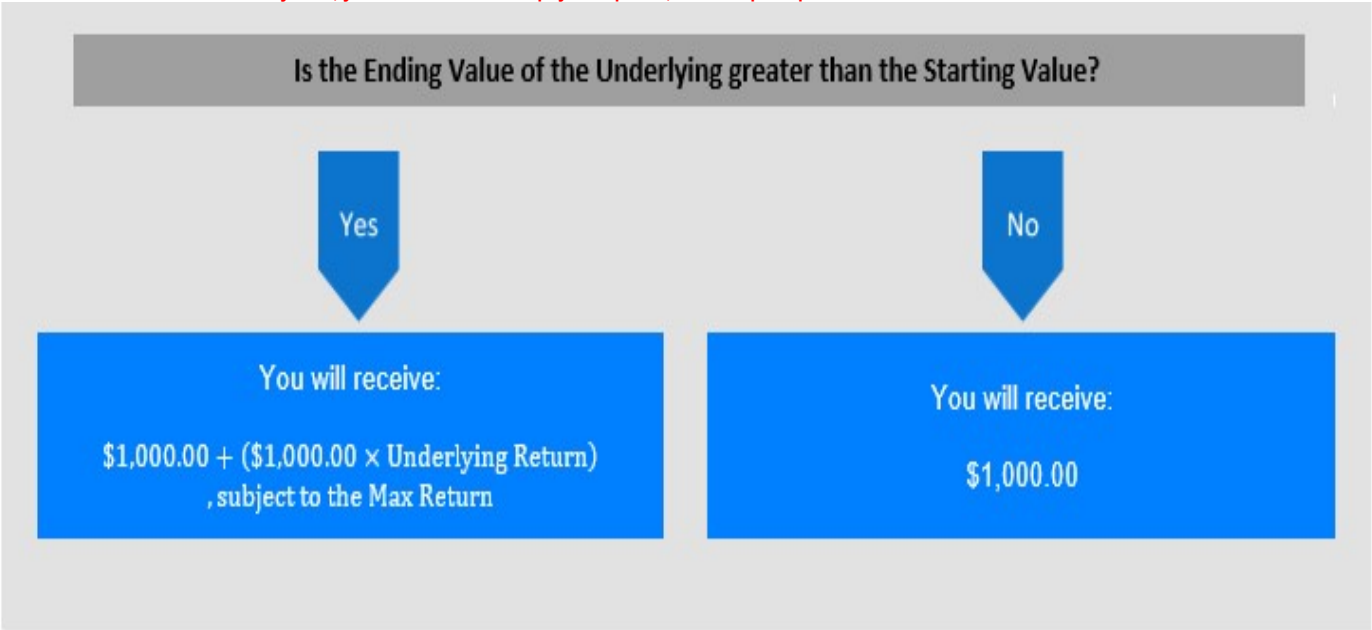 Is the Ending Value of the Underlying greater than the Starting Value?
Yes
No
You will receive:
$1,000.00 + ($1,000.00 × Underlying Return)
, subject to the Max Return
You will receive:
$1,000.00